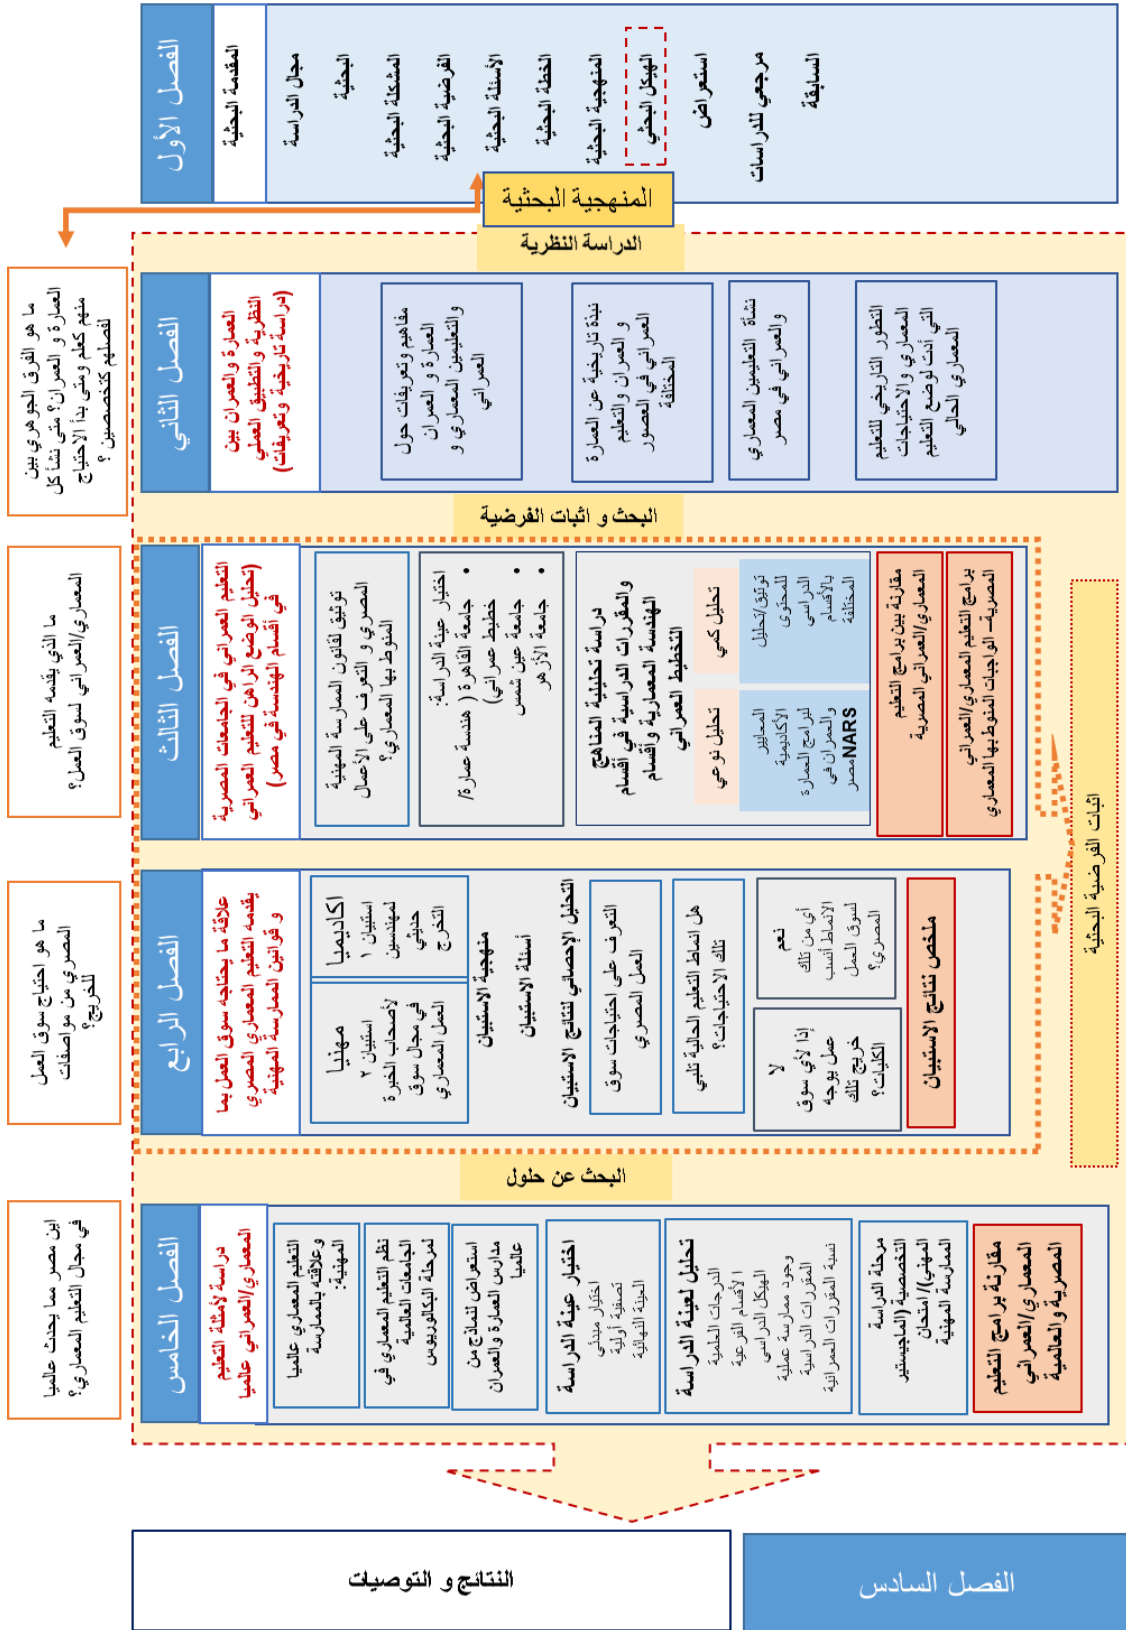 الفصل الأول
المقدمة البحثية
مجال الدراسة
البحثية
المشكلة البحثية
الفرضية البحثية
الأسئلة البحثية
الخطة البحثية
المنهجية البحثية
الهيكل البحثي
استعراض
مرجعي للدراسات
السابقة
المنهجية البحثية
الدراسة النظرية
ما هو الفرق الجوهري بين
العمارة و العمران؟ متى نشأ كل
منهم كعلم ومتى بدأ الاحتياج
لفصلهم كتخصصين ؟
الفصل الثاني
العمارة والعمران بين
النظرية والتطبيق العملي
(دراسة تاريخية وتعريفات)
مفاهيم وتعريفات حول
العمارة و العمران
والتعليمين المعماري و
العمراني
نبذة تاريخية عن العمارة
و العمران والتعليم
العمراني في العصور
المختلفة
نشأة التعليمين المعماري
والعمراني في مصر
التطور التاريخي للتعليم
المعماري والاحتياجات
التي أدت لوضع التعليم
المعماري الحالي
البحث و اثبات الفرضية
ما الذي يقدمه التعليم
المعماري/العمراني لسوق العمل؟
الفصل الثالث
التعليم العمراني في الجامعات المصرية
(تحليل الوضع الراهن للتعليم العمراني
في أقسام الهندسة في مصر)
توثيق لقانون الممارسة المهنية
المصري و التعرف على الأعمال
المنوط بها المعماري؟
اختيار عينة الدراسة:
• جامعة القاهرة ( هندسة عمارة/
خطيط عمراني)
• جامعة عين شمس
• جامعة الأزهر
دراسة تحليلية المناهج
والمقررات الدراسية في أقسام
الهندسة المعمارية وأقسام
التخطيط العمراني
تحليل كمي
توثيق/تحليل
للمحتوى
الدراسي
بالأقسام
المختلفة
تحليل نوعي
المعايير
الأكاديمية
لبرامج العمارة
والعمران في
مصر NARS
مقارنة بين برامج التعليم
المعماري/العمراني المصرية
برامج التعليم المعماري/العمراني
المصرية– الواجبات المنوط بها المعماري
ما هو احتياج سوق العمل
المصري من مواصفات
للخريج؟
الفصل الرابع
علاقة ما يحتاجه سوق العمل بما
يقدمه التعليم المعماري المصري
و قوانين الممارسة المهنية
اكاديميا
استبيان ١
لمهندسين
حديثي
التخرج
مهنيا
استبيان ٢
لأصحاب الخبرة
في مجال سوق
العمل المعماري
منهجية الاستبيان
أسئلة الاستبيان
التحليل الإحصائي لنتائج الاستبيان
التعرف على احتياجات سوق
العمل المصري
هل انماط التعليم الحالية تلبي
تلك الاحتياجات؟
نعم
أي من تلك
الانماط أنسب
لسوق العمل
المصري؟
لا
إذا لأي سوق
عمل يوجه
خريج تلك
الكليات؟
ملخص نتائج الاستبيان
اثبات الفرضية البحثية
البحث عن حلول
اين مصر مما يحدث عالميا
في مجال التعليم المعماري؟
الفصل الخامس
دراسة لأمثلة التعليم
المعماري/العمراني عالميا
التعليم المعماري عالميا
وعلاقته بالممارسة
المهنية:
نظم التعليم المعماري في
الجامعات العالمية
لمرحلة البكالوريوس
استعراض لنماذج من
مدارس العمارة والعمران
عالميا
اختيار عينة الدراسة
اختيار مبدئي
تصفية أولية
العينة النهائية
تحليل لعينة الدراسة
الدرجات العلمية
الأقسام الفرعية
الهيكل الدراسي
وجود ممارسة عملية
المقررات الدراسية
نسبة المقررات العمرانية
مرحلة الدراسة
التخصصية (الماجيستير
المهني)/ امتحان
الممارسة المهنية
مقارنة برامج التعليم
المعماري/العمراني
المصرية والعالمية
النتائج و التوصيات
الفصل السادس